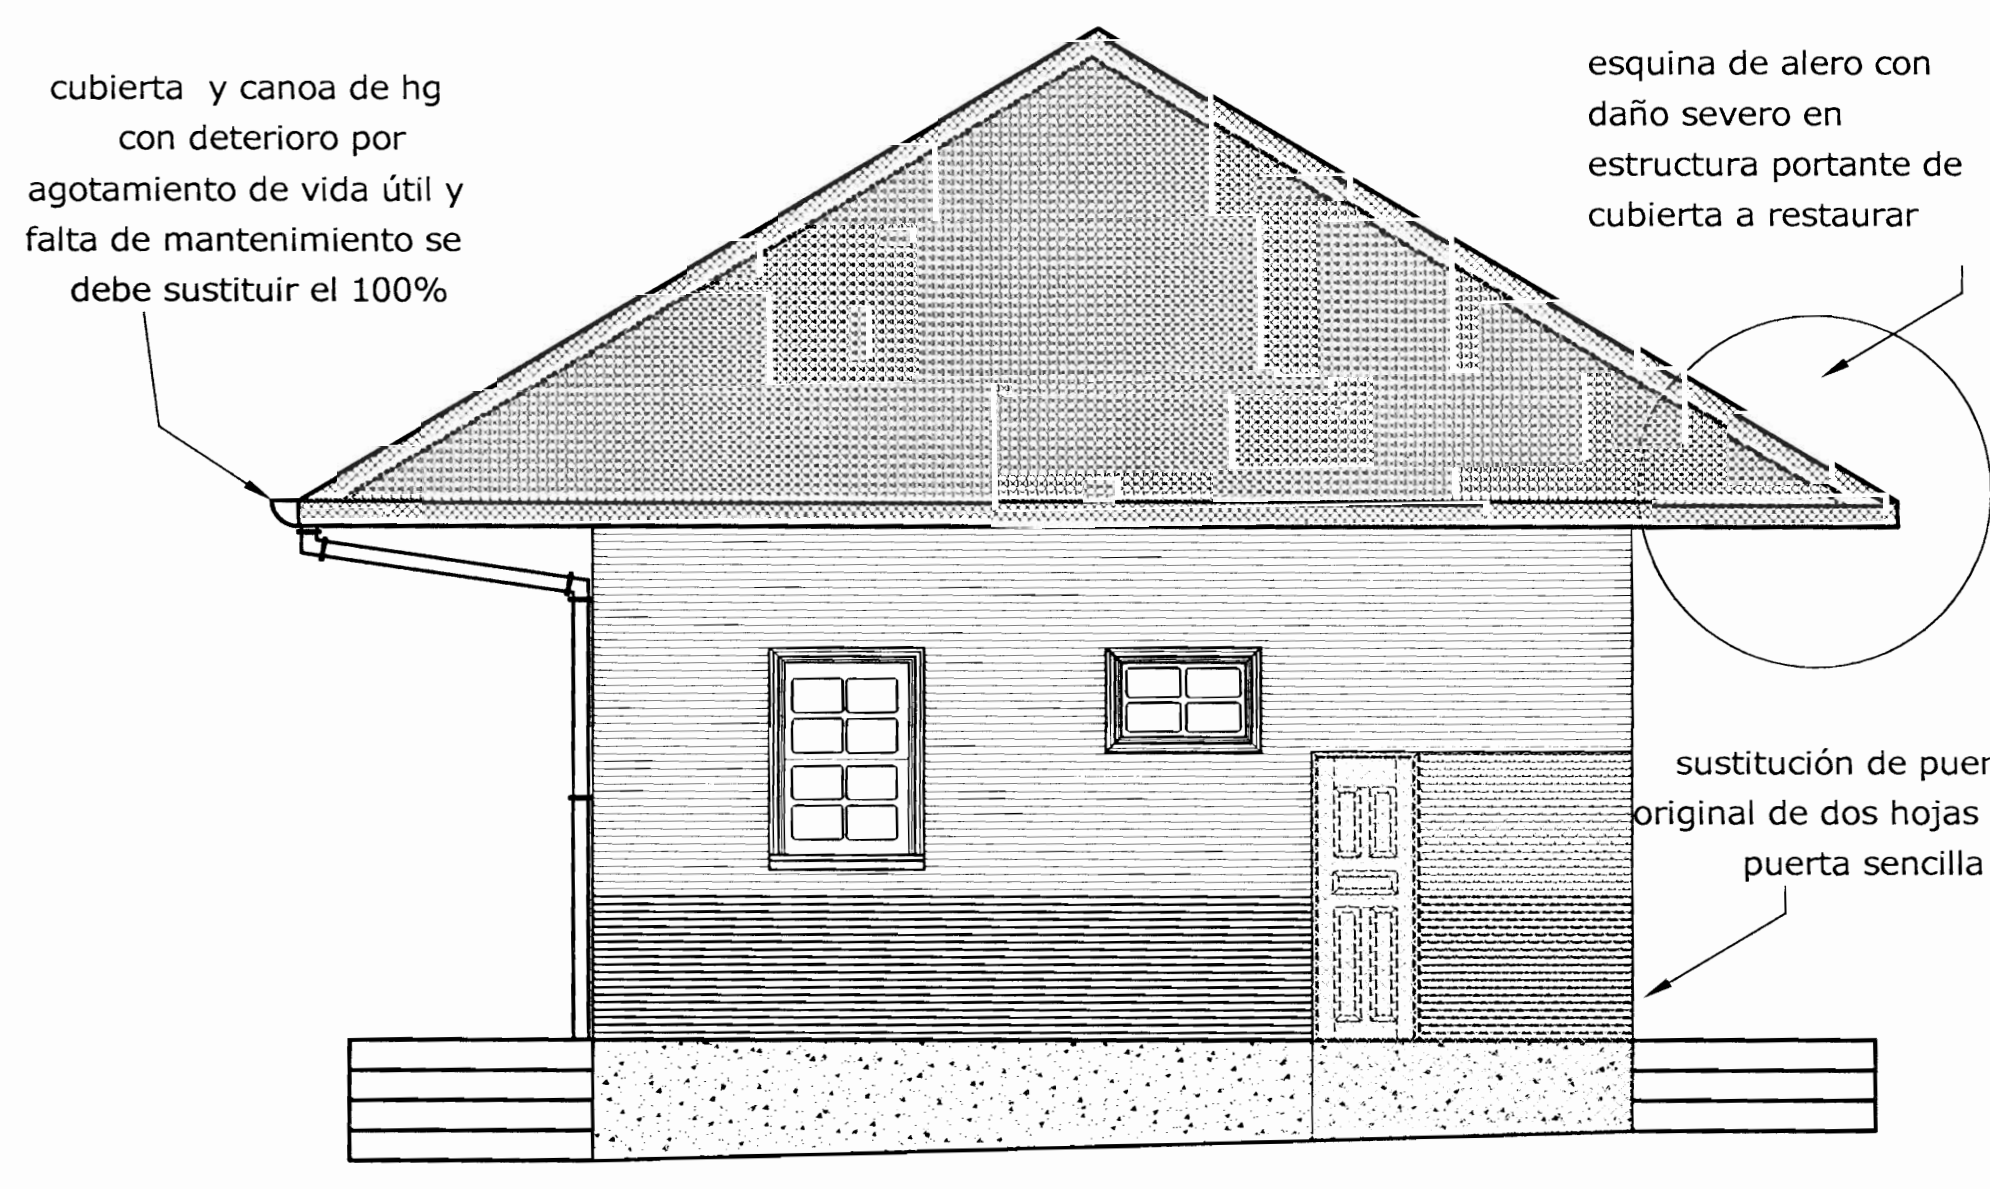 cubierta y canoa de hg
con deterioro por
agotamiento de vida útil y
falta de mantenimiento se
debe sustituir el 100%
esquina de alero con
daño severo en
estructura portante de
cubierta a restaurar
sustitución de
original de dos hojas
puerta sencilla